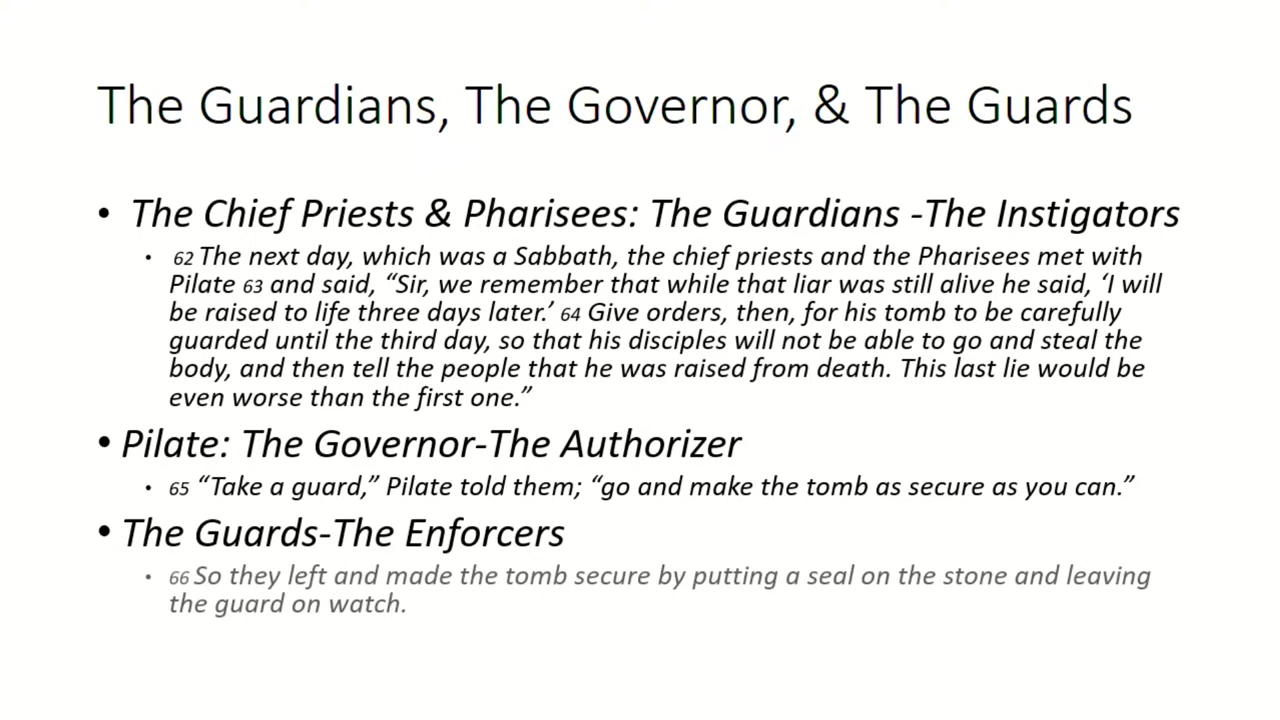 The Guardians, The Governor, & The Guards
• The Chief Priests & Pharisees: The Guardians -The Instigators
• 62 The next day, which was a Sabbath, the chief priests and the Pharisees met with
Pilate 63 and said, “Sir, we remember that while that liar was still alive he said, ‘I will
be raised to life three days later.’ 64 Give orders, then, for his tomb to be carefully
guarded until the third day, so that his disciples will not be able to go and steal the
body, and then tell the people that he was raised from death. This last lie would be
even worse than the first one.”
• Pilate: The Governor-The Authorizer
• 65 “Take a guard,” Pilate told them; “go and make the tomb as secure as you can.”
• The Guards-The Enforcers
• 66 So they left and made the tomb secure by putting a seal on the stone and leaving
the guard on watch.